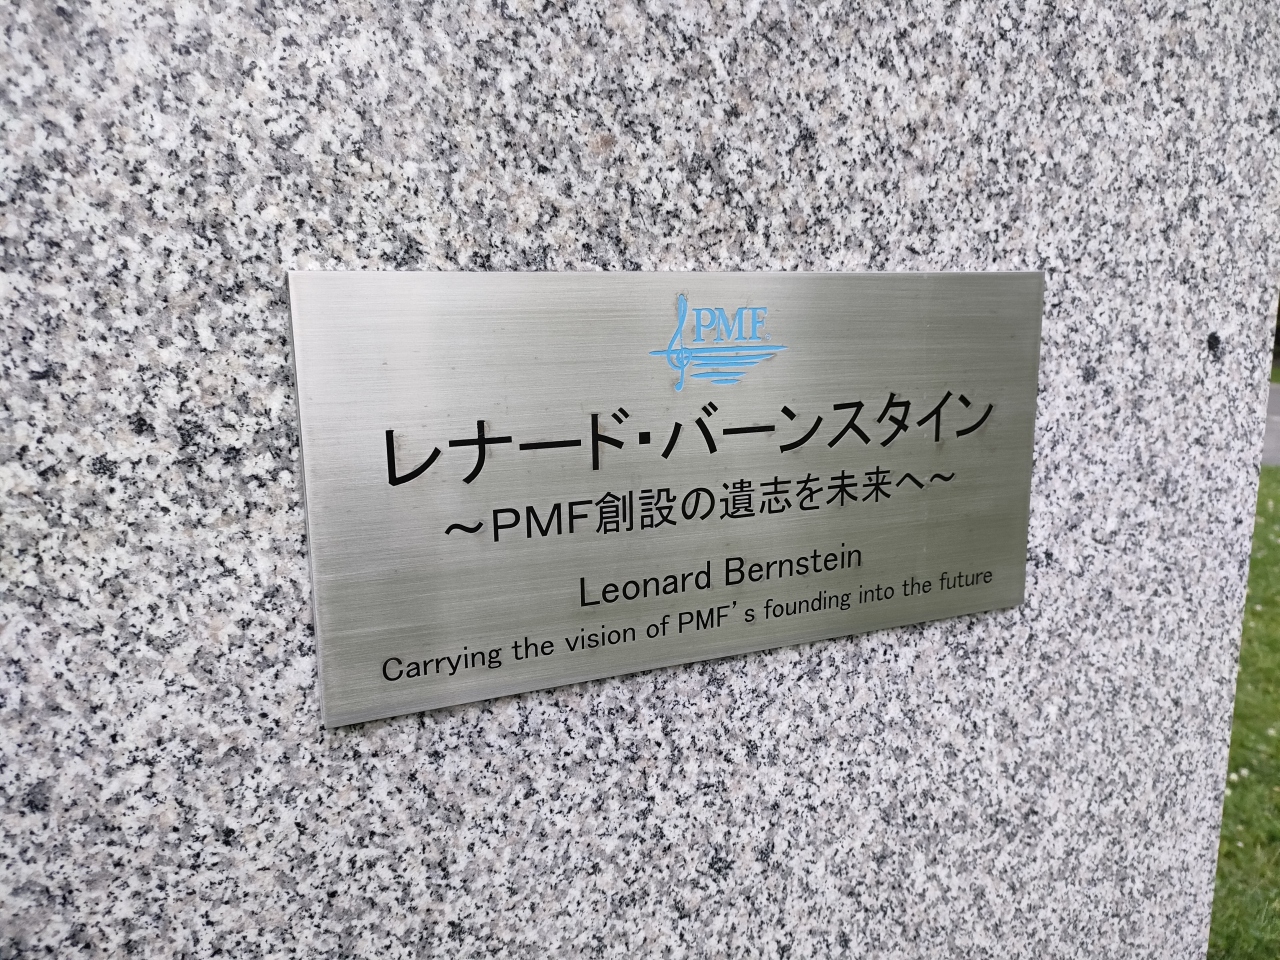 PMF
レナード・バーンスタイン
～PMF創設の遺志を未来へ～
Leonard Bernstein
Carrying the vision of PMF's founding into the future